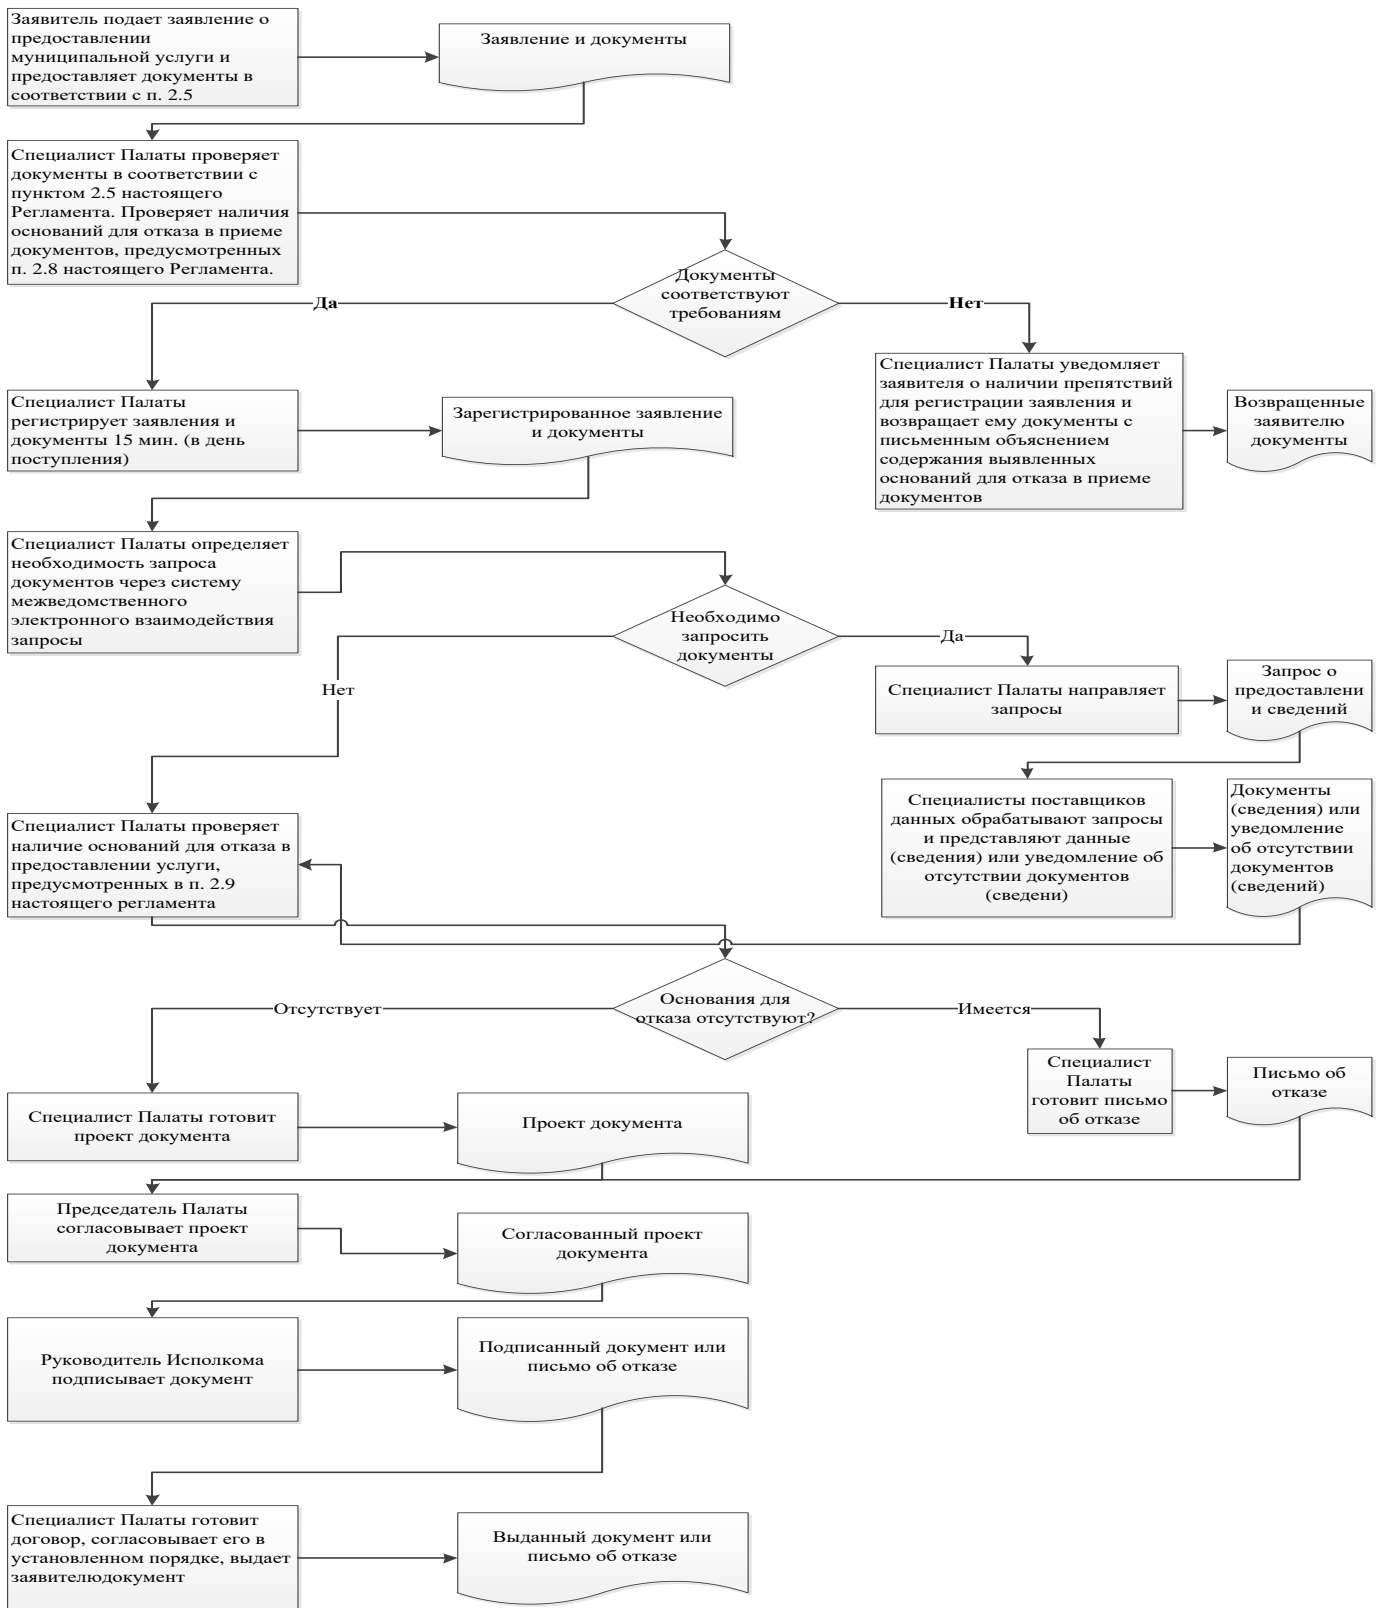 Заявитель подает заявление о
предоставлении
муниципальной услуги и
предоставляет документы в
соответствии с п. 2.5
Заявление и документы
Специалист Палаты проверяет
документы в соответствии с
пунктом 2.5 настоящего
Регламента. Проверяет наличия
оснований для отказа в приеме
документов, предусмотренных
п. 2.8 настоящего Регламента.
Документы
соответствуют
требованиям
Да
Нет
Специалист Палаты
регистрирует заявления и
документы 15 мин. (в день
поступления)
Зарегистрированное заявление
и документы
Специалист Палаты уведомляет
заявителя о наличии препятствий
для регистрации заявления и
возвращает ему документы с
письменным объяснением
содержания выявленных
оснований для отказа в приеме
документов
Возвращенные
заявителю
документы
Специалист Палаты определяет
необходимость запроса
документов через систему
межведомственного
электронного взаимодействия
запросы
Необходимо
запросить
документы
Да
Нет
Специалист Палаты направляет
запросы
Запрос о
предоставлени
и сведений
Специалисты поставщиков
данных обрабатывают запросы
и представляют данные
(сведения) или уведомление об
отсутствии документов
(сведени)
Документы
(сведения) или
уведомление
об отсутствии
документов
(сведений)
Специалист Палаты проверяет
наличие оснований для отказа в
предоставлении услуги,
предусмотренных в п. 2.9
настоящего регламента
Основания для
отказа отсутствуют?
Отсутствует
Имеется
Специалист
Палаты
готовит письмо
об отказе
Письмо об
отказе
Специалист Палаты готовит
проект документа
Проект документа
Председатель Палаты
согласовывает проект
документа
Согласованный проект
документа
Руководитель Исполкома
подписывает документ
Подписанный документ или
письмо об отказе
Специалист Палаты готовит
договор, согласовывает его в
установленном порядке, выдает
заявителюдокумент
Выданный документ или
письмо об отказе